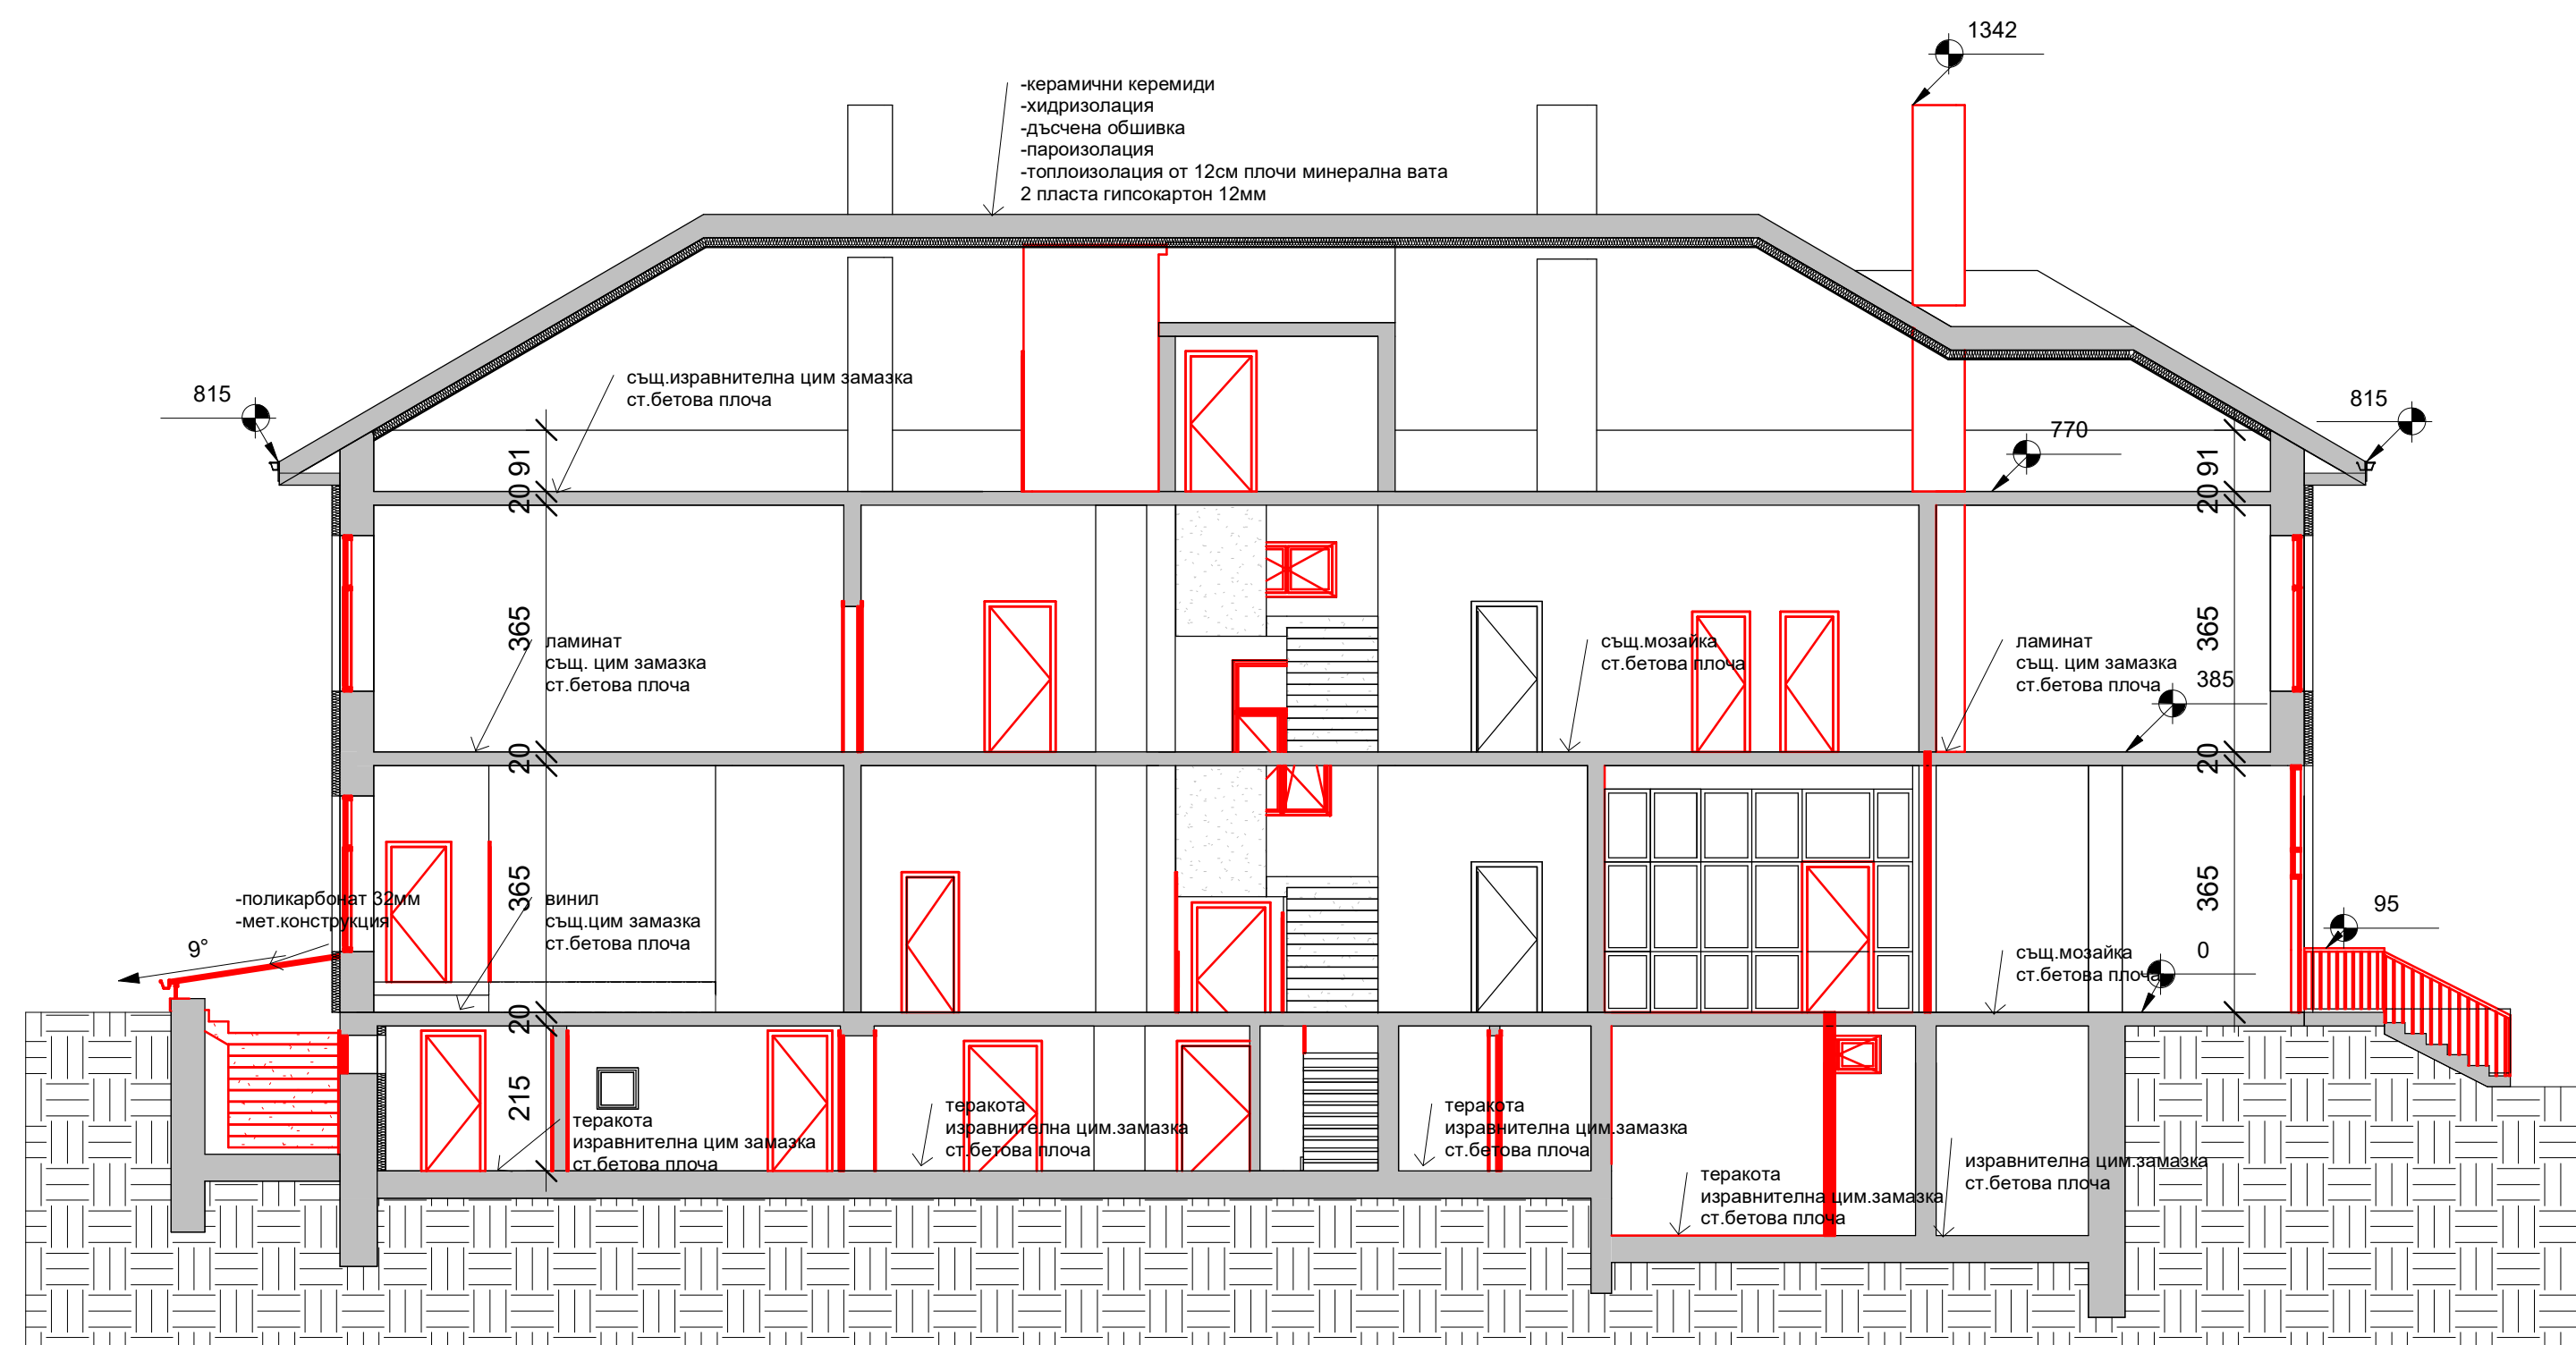 1342
-керамични керемиди
-хидризолация
-дъсчена обшивка
-пароизолация
-топлоизолация от 12см плочи минерална вата
2 пласта гипсокартон 12мм
815
същ.изравнителна цим замазка
ст.бетова плоча
815
770
91
20
91
20
365
ламинат
същ. цим замазка
ст.бетова плоча
същ.мозайка
ст.бетова плоча
ламинат
същ. цим замазка
ст.бетова плоча
365
385
20
20
-поликарбонат 32мм
-мет.конструкция
9°
365
винил
същ.цим замазка
ст.бетова плоча
365
95
същ.мозайка
ст.бетова плоча
0
20
215
теракота
изравнителна цим замазка
ст.бетова плоча
теракота
изравнителна цим.замазка
ст.бетова плоча
теракота
изравнителна цим.замазка
ст.бетова плоча
теракота
изравнителна цим.замазка
ст.бетова плоча
изравнителна цим.замазка
ст.бетова плоча